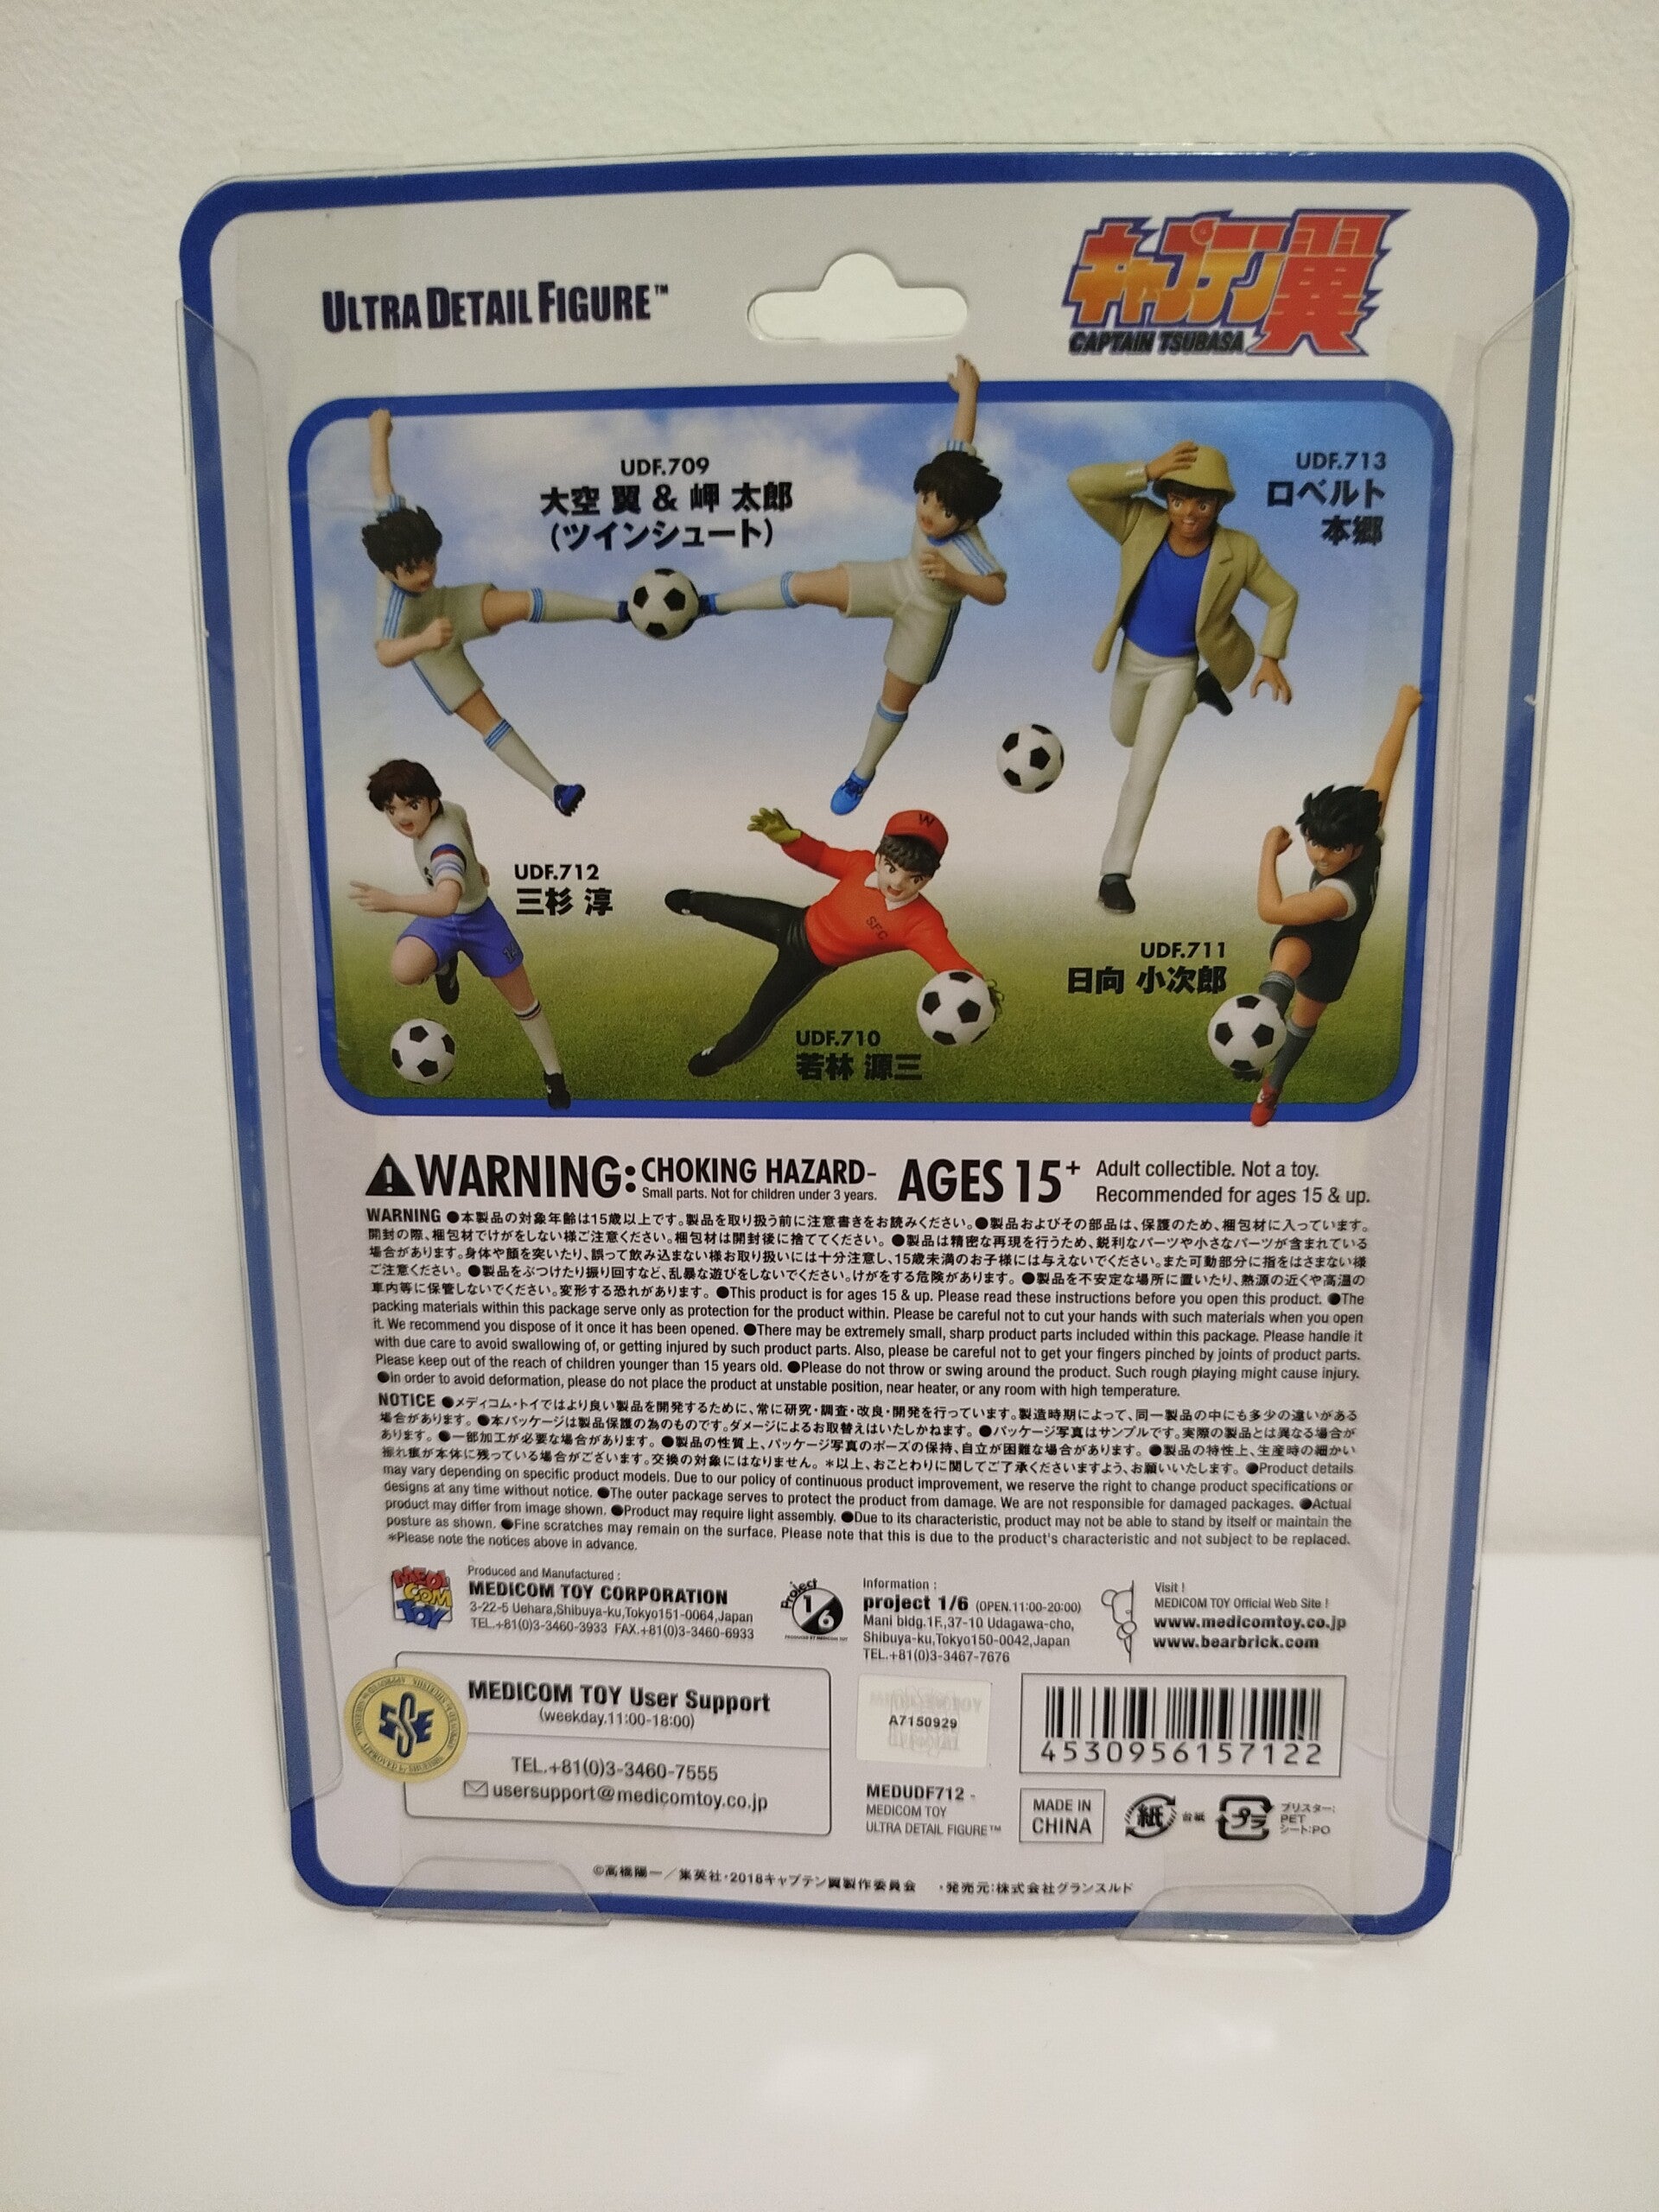 ULTRA DETAIL FIGURE™
キャプテン翼
CAPTAIN TSUBASA
UDF.709
大空 翼 & 岬 太郎
(ツインシュート)
UDF.713
ロベルト
本郷
UDF.712
三杉 淳
W
SFC
14
UDF.711
日向 小次郎
UDF.710
若林 源三
WARNING: CHOKING HAZARD-
Small parts. Not for children under 3 years.
AGES 15+
Adult collectible. Not a toy.
Recommended for ages 15 & up.
WARNING ●本製品の対象年齢は15歳以上です。製品を取り扱う前に注意書きをお読みください。●製品およびその部品は、保護のため、梱包材に入っています。
開封の際、梱包材でけがをしない様ご注意ください。梱包材は開封後に捨ててください。 ●製品は精密な再現を行うため、鋭利なパーツや小さなパーツが含まれている
場合があります。身体や顔を突いたり、誤って飲み込まない様お取り扱いには十分注意し、15歳未満のお子様には与えないでください。また可動部分に指をはさまない様
ご注意ください。 ●製品をぶつけたり振り回すなど、乱暴な遊びをしないでください。けがをする危険があります。 ●製品を不安定な場所に置いたり、熱源の近くや高温の
車内等に保管しないでください。変形する恐れがあります。 ●This product is for ages 15 & up. Please read these instructions before you open this product. ●The
packing materials within this package serve only as protection for the product within. Please be careful not to cut your hands with such materials when you open
it. We recommend you dispose of it once it has been opened. ●There may be extremely small, sharp product parts included within this package. Please handle it
with due care to avoid swallowing of, or getting injured by such product parts. Also, please be careful not to get your fingers pinched by joints of product parts.
Please keep out of the reach of children younger than 15 years old. ●Please do not throw or swing around the product. Such rough playing might cause injury.
●in order to avoid deformation, please do not place the product at unstable position, near heater, or any room with high temperature.
NOTICE ●メディコム・トイではより良い製品を開発するために、常に研究・調査・改良・開発を行っています。製造時期によって、同一製品の中にも多少の違いがある
場合があります。 ●本パッケージは製品保護の為のものです。ダメージによるお取替えはいたしかねます。 ●パッケージ写真はサンプルです。実際の製品とは異なる場合が
あります。 ●一部加工が必要な場合があります。 ●製品の性質上、パッケージ写真のポーズの保持、自立が困難な場合があります。 ●製品の特性上、生産時の細かい
擦れ痕が本体に残っている場合がございます。交換の対象にはなりません。 *以上、おことわりに関してご了承くださいますよう、お願いいたします。 ●Product details
may vary depending on specific product models. Due to our policy of continuous product improvement, we reserve the right to change product specifications or
designs at any time without notice. ●The outer package serves to protect the product from damage. We are not responsible for damaged packages. ●Actual
product may differ from image shown. ●Product may require light assembly. ●Due to its characteristic, product may not be able to stand by itself or maintain the
posture as shown. ●Fine scratches may remain on the surface. Please note that this is due to the product's characteristic and not subject to be replaced.
*Please note the notices above in advance.
MEDI COM TOY
Produced and Manufactured :
MEDICOM TOY CORPORATION
3-22-5 Uehara,Shibuya-ku,Tokyo151-0064,Japan
TEL.+81(0)3-3460-3933 FAX.+81(0)3-3460-6933
Project 1/6
PRODUCED BY MEDICOM TOY
Information :
project 1/6 (OPEN.11:00-20:00)
Mani bldg.1F.,37-10 Udagawa-cho,
Shibuya-ku,Tokyo150-0042,Japan
TEL.+81(0)3-3467-7676
Visit !
MEDICOM TOY Official Web Site !
www.medicomtoy.co.jp
www.bearbrick.com
SSE
MEDICOM TOY User Support
(weekday.11:00-18:00)
TEL.+81(0)3-3460-7555
usersupport@medicomtoy.co.jp
A7150929
4530956157122
MEDUDF712 -
MEDICOM TOY
ULTRA DETAIL FIGURE™
MADE IN
CHINA
紙
台紙
プラ
ブリスター:
PET
シート:PO
©高橋陽一／集英社・2018キャプテン翼製作委員会 ・発売元:株式会社グランスルド